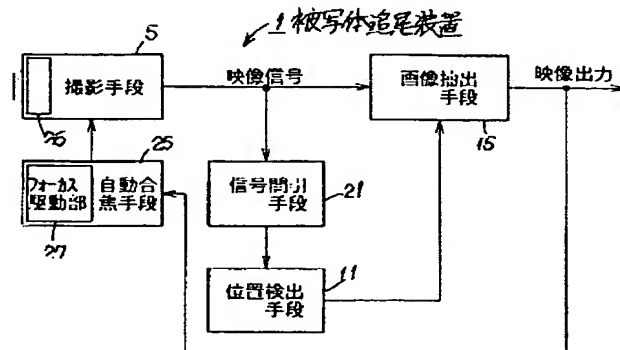 1 被写体追尾装置
5
撮影手段
26
映像信号
画像抽出
手段
15
映像出力
25
フォーカス
駆動部
27
自動合
焦手段
信号間引
手段
21
位置検出
手段
11